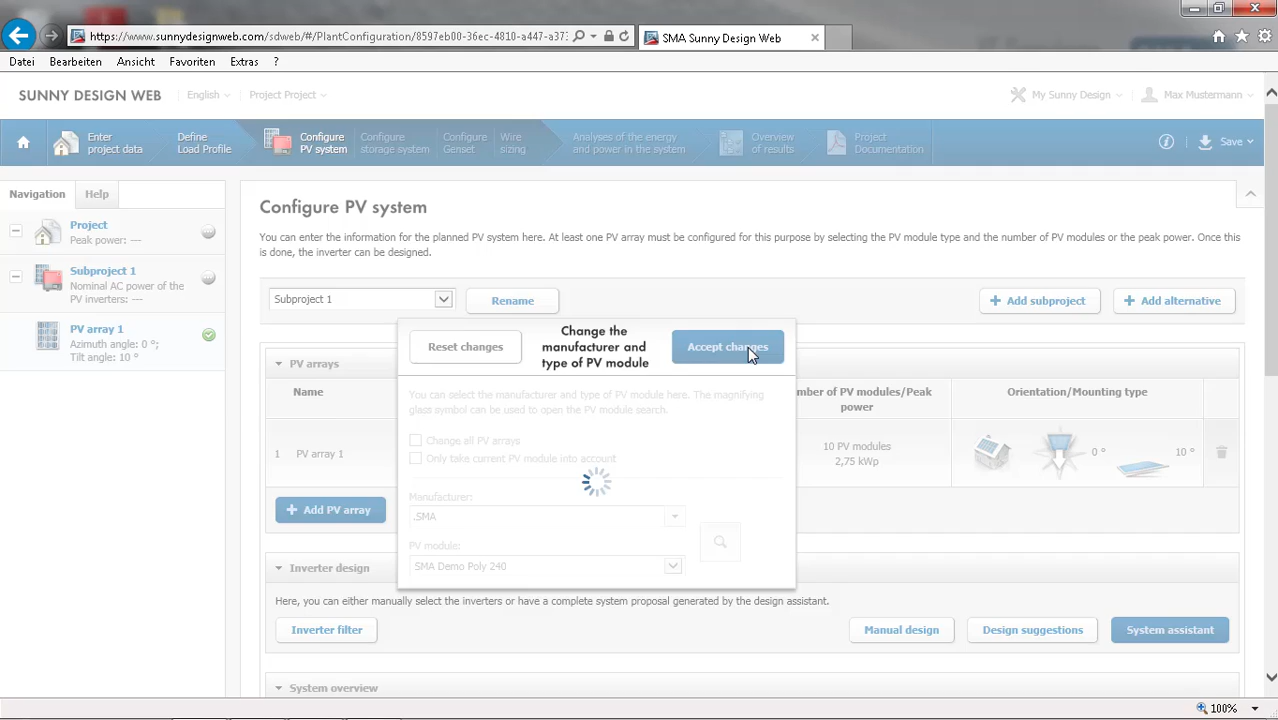 https://www.sunnydesignweb.com/sdweb/#/PlantConfiguration/8597eb00-36ec-4810-a447-a37
SMA Sunny Design Web
Datei Bearbeiten Ansicht Favoriten Extras ?
SUNNY DESIGN WEB English Project Project My Sunny Design Max Mustermann
Enter
project data
Define
Load Profile
Configure
PV system
Configure
storage system
Configure
Genset
Wire
sizing
Analyses of the energy
and power in the system
Overview
of results
Project
Documentation
Save
Navigation Help
Project
Peak power: ---
Subproject 1
Nominal AC power of the
PV inverters: ---
PV array 1
Azimuth angle: 0 °;
Tilt angle: 10 °
Configure PV system
You can enter the information for the planned PV system here. At least one PV array must be configured for this purpose by selecting the PV module type and the number of PV modules or the peak power. Once this
is done, the inverter can be designed.
Subproject 1 Rename + Add subproject + Add alternative
Reset changes
Change the
manufacturer and
type of PV module
Accept changes
You can select the manufacturer and type of PV module here. The magnifying
glass symbol can be used to open the PV module search.
Change all PV arrays
Only take current PV module into account
Manufacturer:
.SMA
PV module:
SMA Demo Poly 240
PV arrays
Name
mber of PV modules/Peak
power
Orientation/Mounting type
1 PV array 1
10 PV modules
2,75 kWp
0 ° 10 °
+ Add PV array
Inverter design
Here, you can either manually select the inverters or have a complete system proposal generated by the design assistant.
Inverter filter Manual design Design suggestions System assistant
System overview
100%